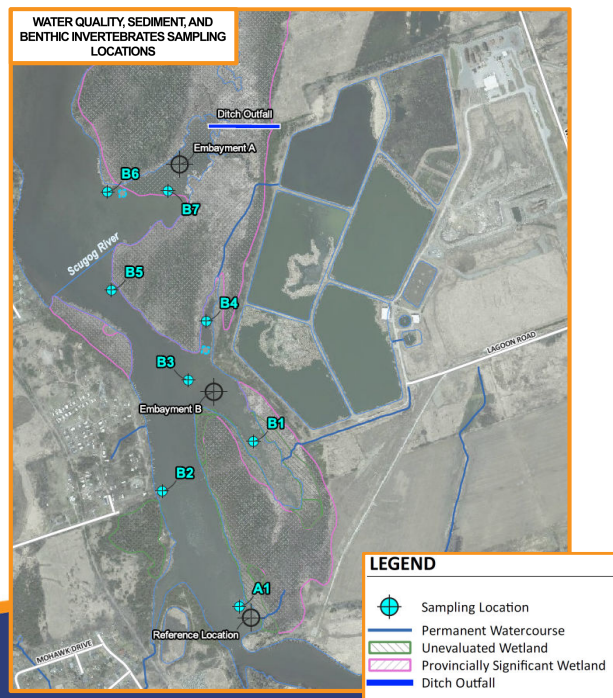 WATER QUALITY, SEDIMENT, AND
BENTHIC INVERTEBRATES SAMPLING
LOCATIONS
Ditch Outfall
Embayment A
B6
B7
Scugog River
B5
B4
LAGOON ROAD
B3
Embayment B
B1
B2
A1
Reference Location
MOHAWK DRIVE
LEGEND
Sampling Location
Permanent Watercourse
Unevaluated Wetland
Provincially Significant Wetland
Ditch Outfall